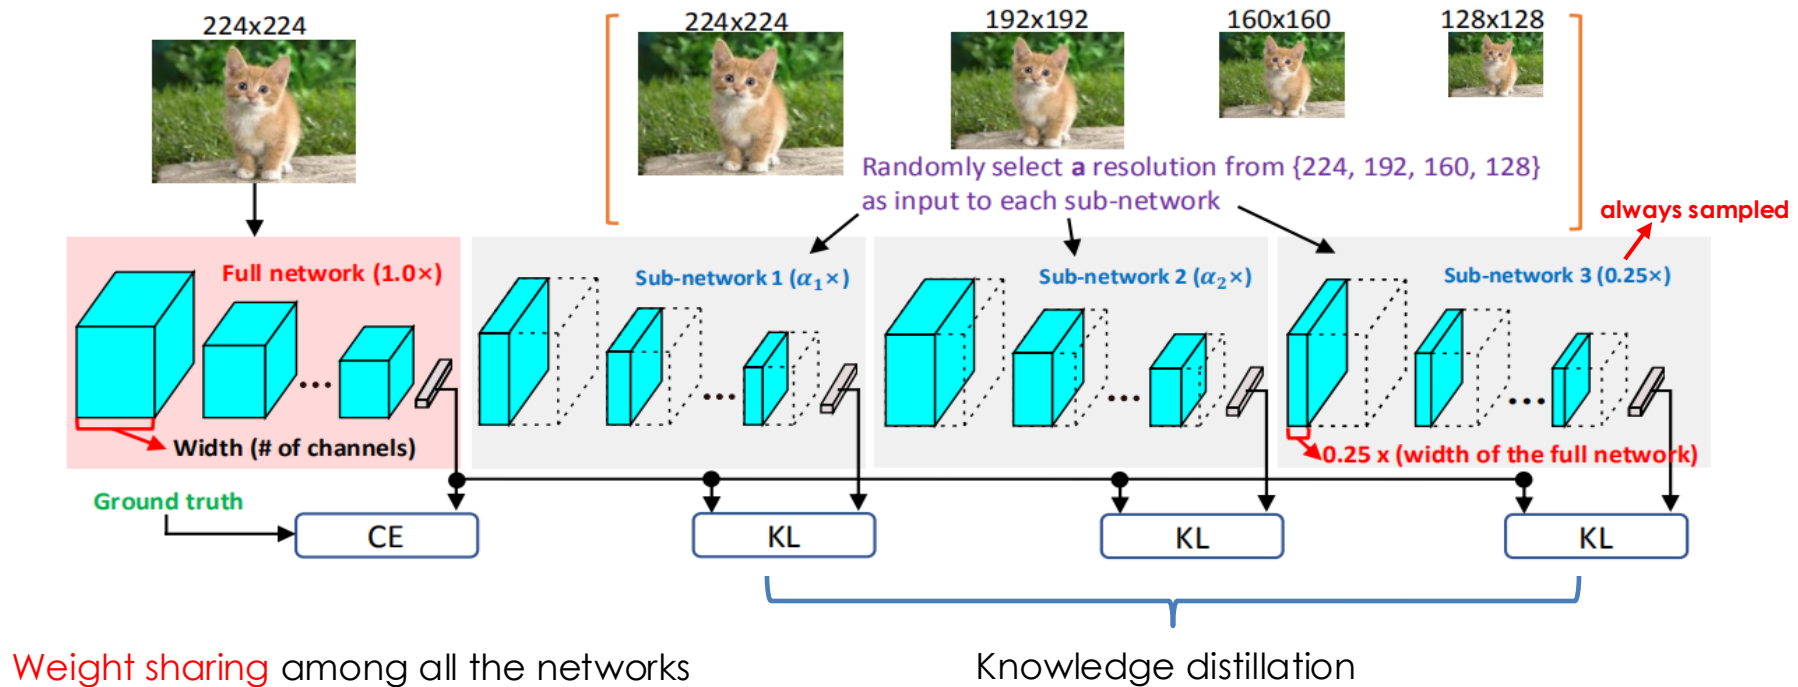 224x224
224x224
192x192
160x160
128x128
Randomly select a resolution from {224, 192, 160, 128}
as input to each sub-network
always sampled
Full network (1.0×)
Sub-network 1 (α₁×)
Sub-network 2 (α₂×)
Sub-network 3 (0.25×)
...
...
...
...
Width (# of channels)
0.25 x (width of the full network)
Ground truth
CE
KL
KL
KL
Weight sharing among all the networks
Knowledge distillation